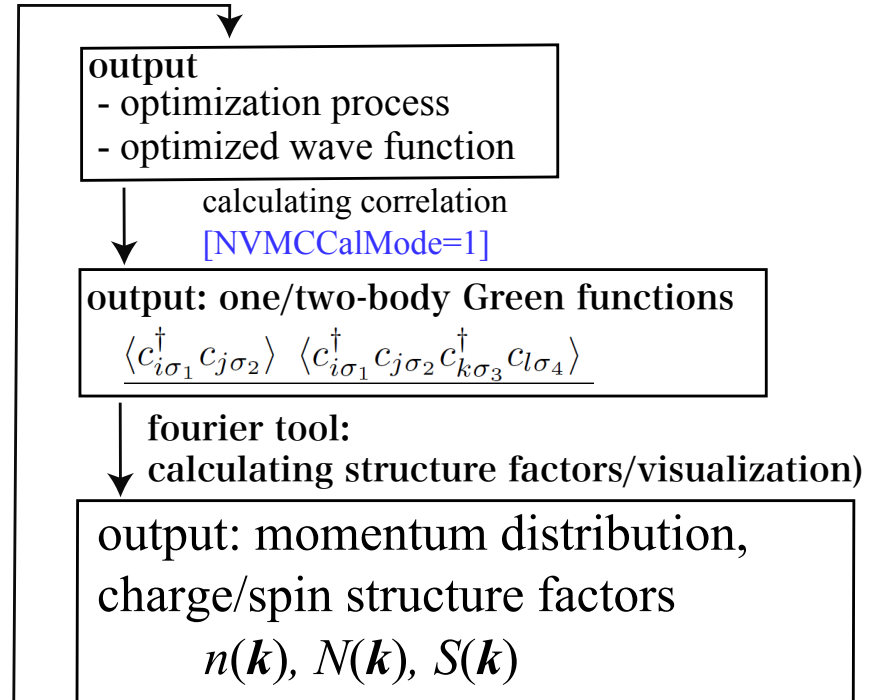 output
- optimization process
- optimized wave function
calculating correlation
[NVMCCalMode=1]
output: one/two-body Green functions
⟨c†iσ1 cjσ2⟩ ⟨c†iσ1 cjσ2 c†kσ3 clσ4⟩
fourier tool:
calculating structure factors/visualization)
output: momentum distribution,
charge/spin structure factors
n(k), N(k), S(k)